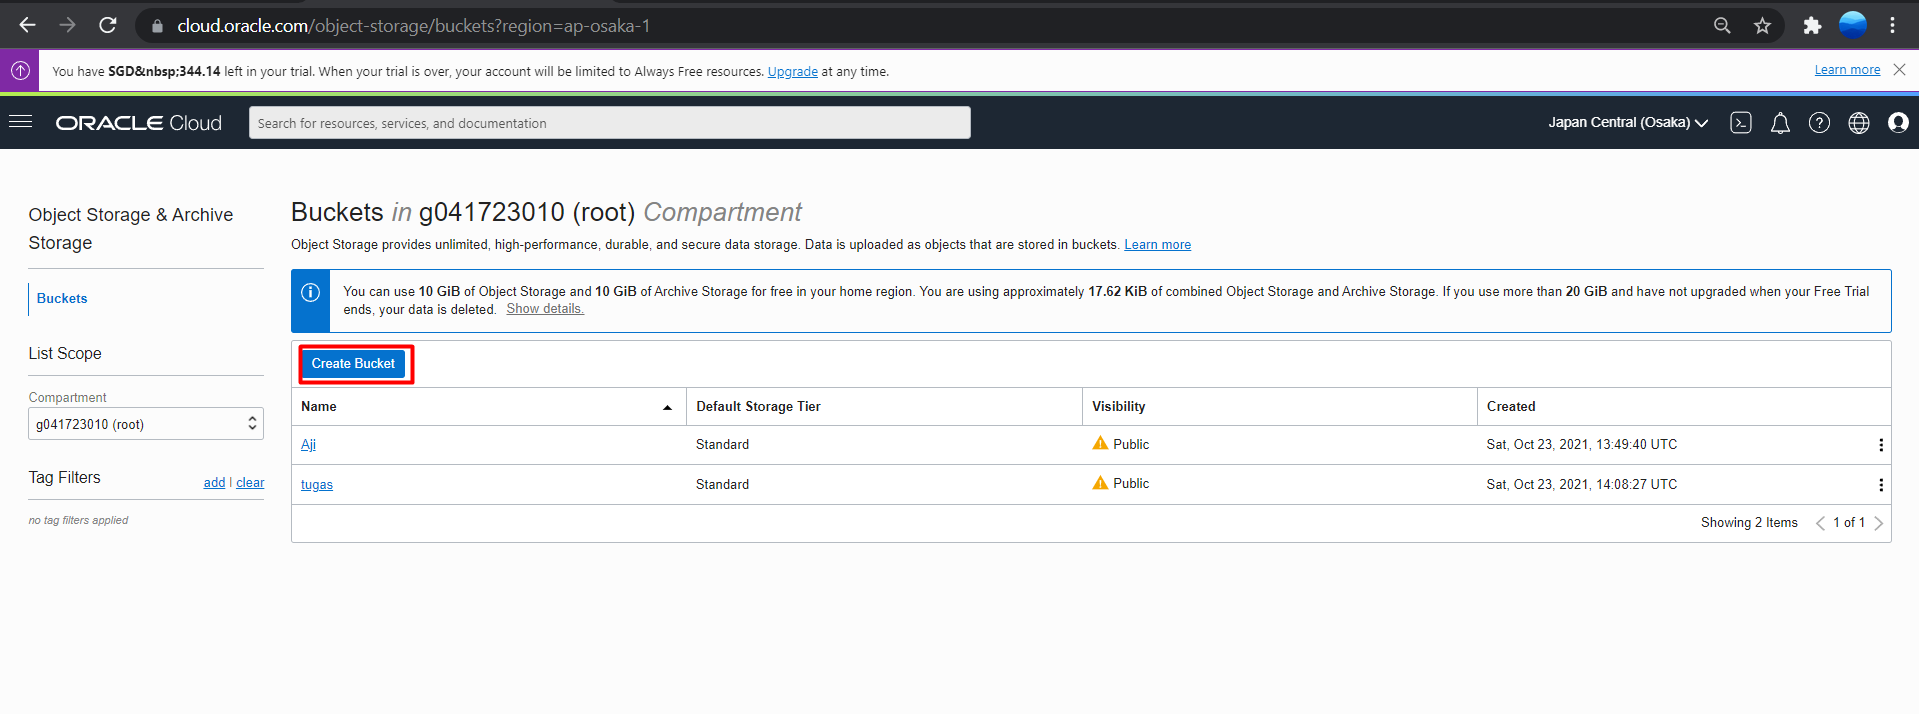 cloud.oracle.com/object-storage/buckets?region=ap-osaka-1
You have SGD&nbsp;344.14 left in your trial. When your trial is over, your account will be limited to Always Free resources. Upgrade at any time.
Learn more
ORACLE Cloud
Search for resources, services, and documentation
Japan Central (Osaka)
Object Storage & Archive
Storage
Buckets
List Scope
Compartment
g041723010 (root)
Tag Filters
add | clear
no tag filters applied
Buckets in g041723010 (root) Compartment
Object Storage provides unlimited, high-performance, durable, and secure data storage. Data is uploaded as objects that are stored in buckets. Learn more
You can use 10 GiB of Object Storage and 10 GiB of Archive Storage for free in your home region. You are using approximately 17.62 KiB of combined Object Storage and Archive Storage. If you use more than 20 GiB and have not upgraded when your Free Trial
ends, your data is deleted. Show details.
Create Bucket
Name Default Storage Tier Visibility Created
Aji Standard Public Sat, Oct 23, 2021, 13:49:40 UTC
tugas Standard Public Sat, Oct 23, 2021, 14:08:27 UTC
Showing 2 Items < 1 of 1 >